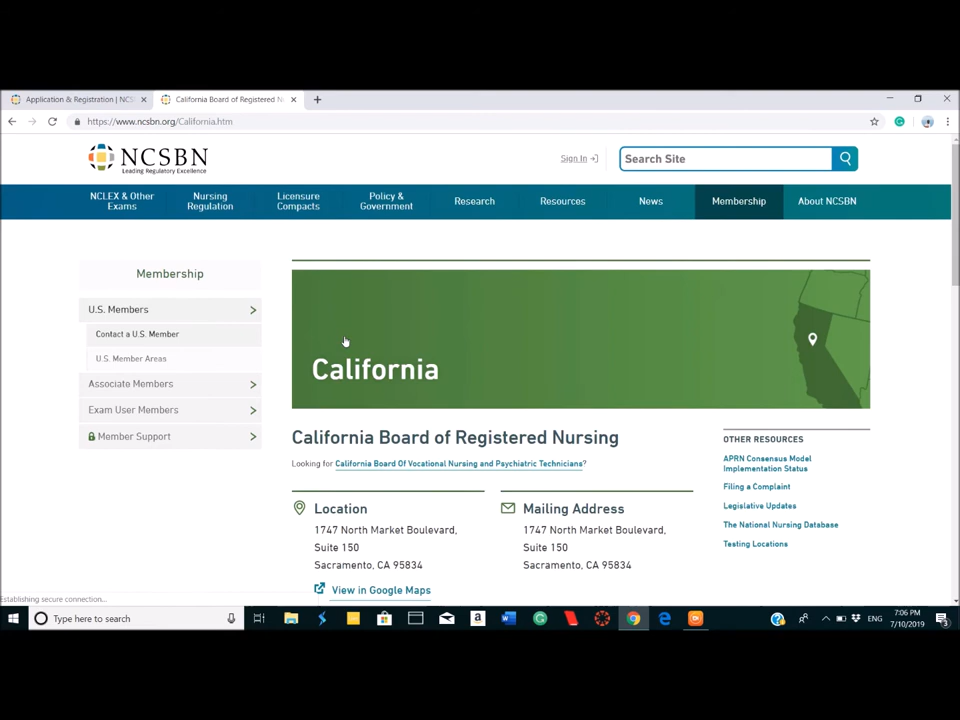 Application & Registration | NCS
California Board of Registered N
https://www.ncsbn.org/California.htm
NCSBN
Leading Regulatory Excellence
Sign In
Search Site
NCLEX & Other
Exams
Nursing
Regulation
Licensure
Compacts
Policy &
Government
Research
Resources
News
Membership
About NCSBN
Membership
U.S. Members
Contact a U.S. Member
U.S. Member Areas
Associate Members
Exam User Members
Member Support
California
California Board of Registered Nursing
Looking for California Board Of Vocational Nursing and Psychiatric Technicians?
Location
1747 North Market Boulevard,
Suite 150
Sacramento, CA 95834
View in Google Maps
Mailing Address
1747 North Market Boulevard,
Suite 150
Sacramento, CA 95834
OTHER RESOURCES
APRN Consensus Model
Implementation Status
Filing a Complaint
Legislative Updates
The National Nursing Database
Testing Locations
Establishing secure connection...
Type here to search
ENG
7:06 PM
7/10/2019